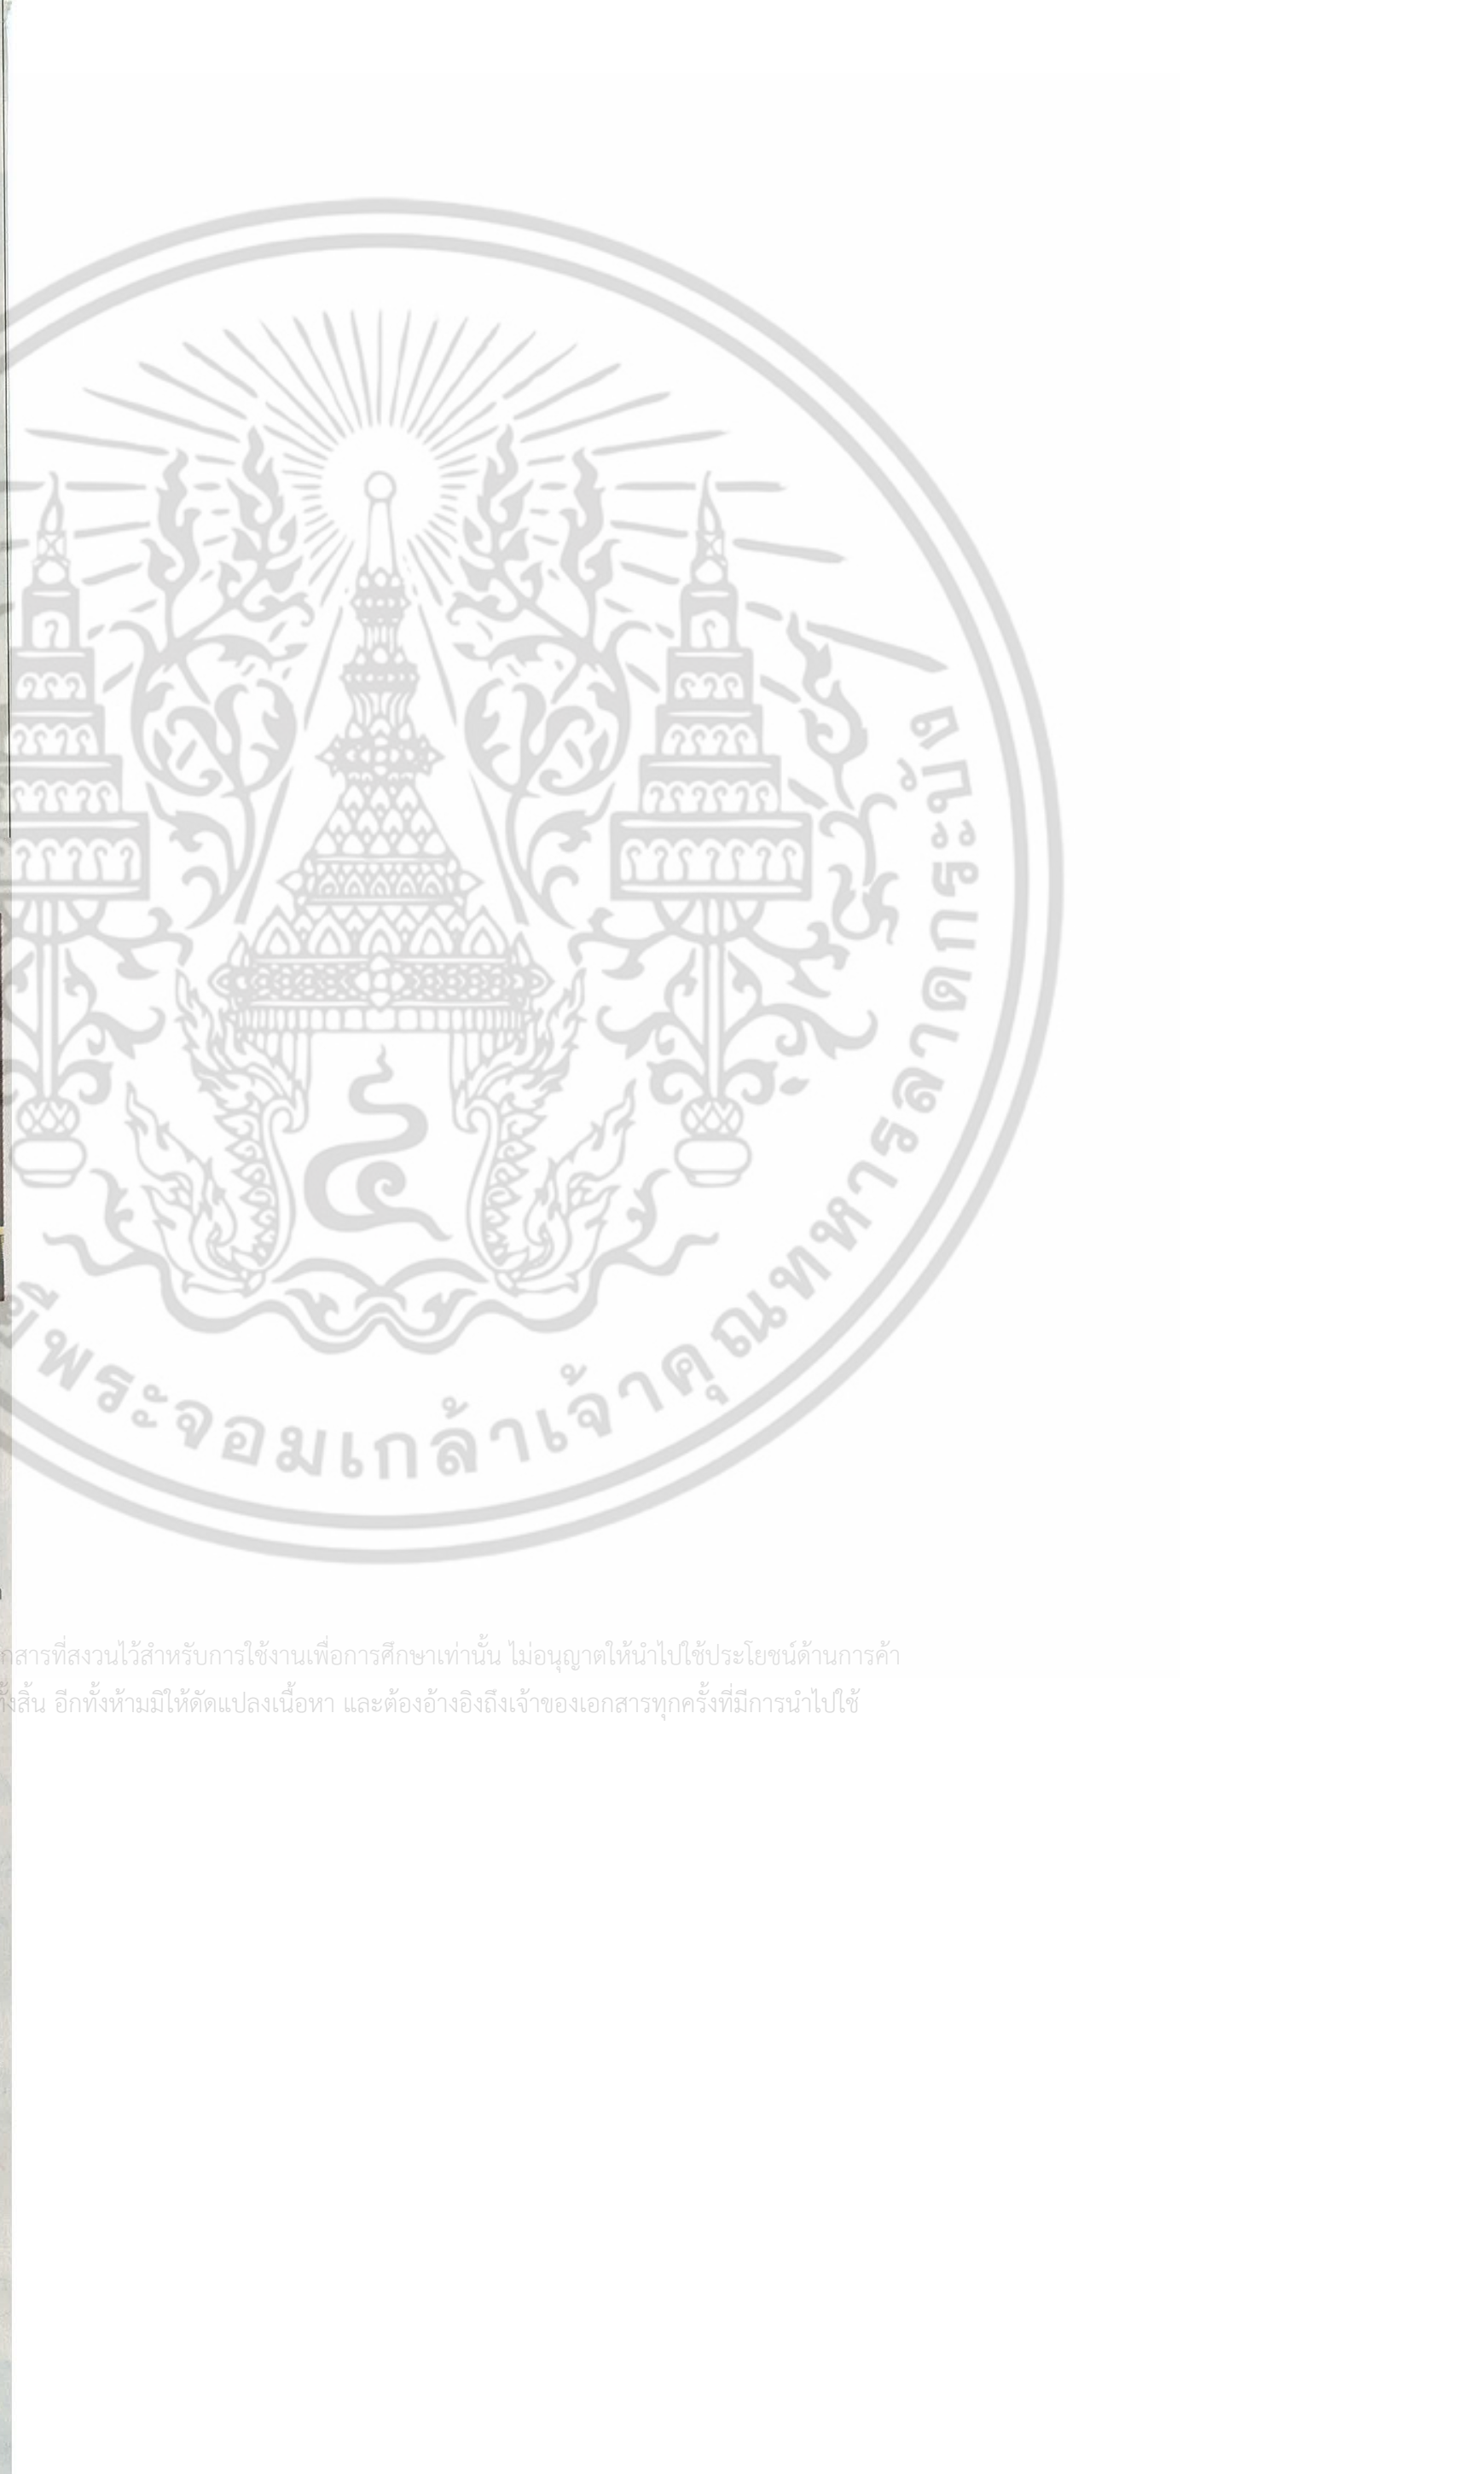 พระจอมเกล้าเจ้าคุณทหารลาดกระบัง
กสารที่สงวนไว้สำหรับการใช้งานเพื่อการศึกษาเท่านั้น ไม่อนุญาตให้นำไปใช้ประโยชน์ด้านการค้า
ทั้งสิ้น อีกทั้งห้ามมิให้ดัดแปลงเนื้อหา และต้องอ้างอิงถึงเจ้าของเอกสารทุกครั้งที่มีการนำไปใช้